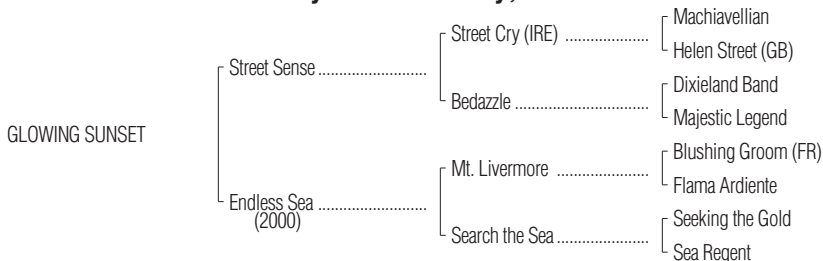 Machiavellian
Street Cry (IRE) ..................
Helen Street (GB)
Street Sense ........................
Dixieland Band
Bedazzle .............................
Majestic Legend
GLOWING SUNSET
Blushing Groom (FR)
Mt. Livermore ....................
Flama Ardiente
Endless Sea ........................
(2000)
Seeking the Gold
Search the Sea ....................
Sea Regent